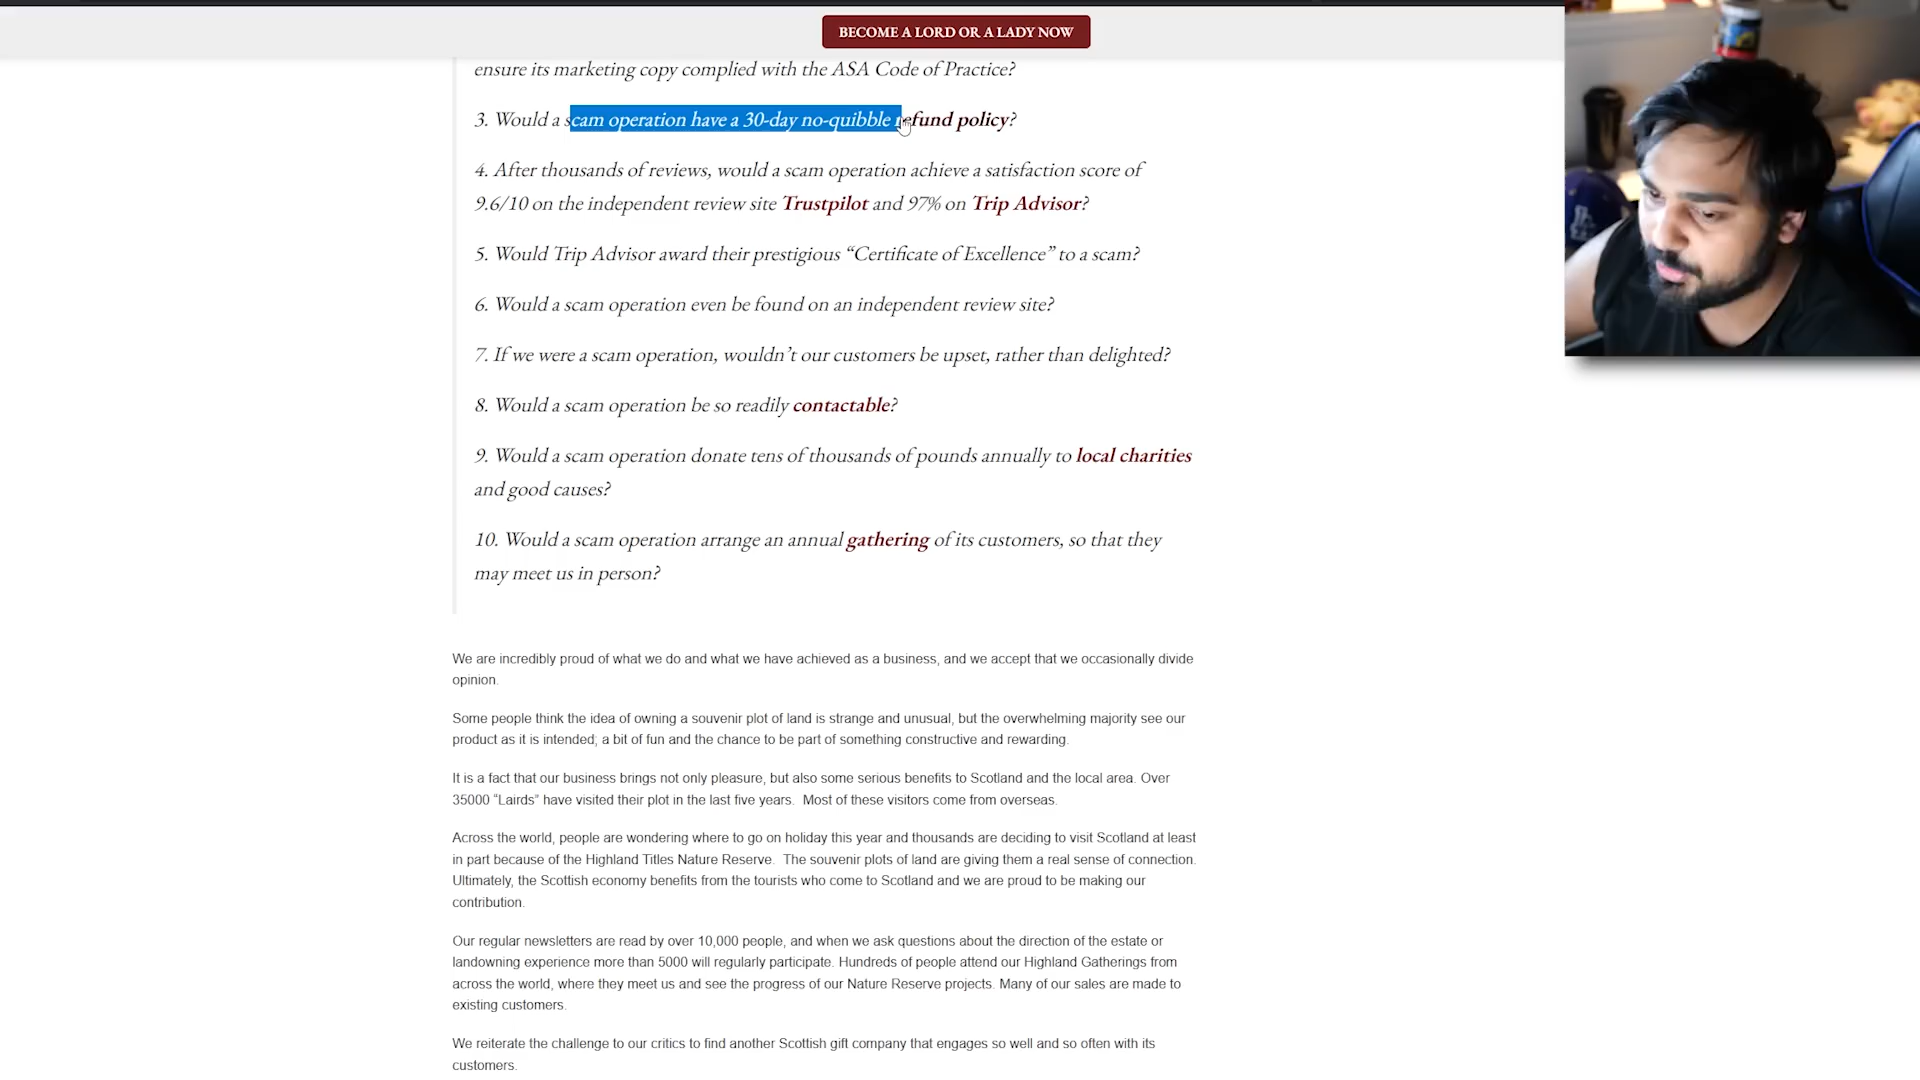 BECOME A LORD OR A LADY NOW
ensure its marketing copy complied with the ASA Code of Practice?
3. Would a scam operation have a 30-day no-quibble refund policy?
4. After thousands of reviews, would a scam operation achieve a satisfaction score of
9.6/10 on the independent review site Trustpilot and 97% on Trip Advisor?
5. Would Trip Advisor award their prestigious “Certificate of Excellence” to a scam?
6. Would a scam operation even be found on an independent review site?
7. If we were a scam operation, wouldn’t our customers be upset, rather than delighted?
8. Would a scam operation be so readily contactable?
9. Would a scam operation donate tens of thousands of pounds annually to local charities
and good causes?
10. Would a scam operation arrange an annual gathering of its customers, so that they
may meet us in person?
We are incredibly proud of what we do and what we have achieved as a business, and we accept that we occasionally divide
opinion.
Some people think the idea of owning a souvenir plot of land is strange and unusual, but the overwhelming majority see our
product as it is intended; a bit of fun and the chance to be part of something constructive and rewarding.
It is a fact that our business brings not only pleasure, but also some serious benefits to Scotland and the local area. Over
35000 “Lairds” have visited their plot in the last five years.  Most of these visitors come from overseas.
Across the world, people are wondering where to go on holiday this year and thousands are deciding to visit Scotland at least
in part because of the Highland Titles Nature Reserve.  The souvenir plots of land are giving them a real sense of connection.
Ultimately, the Scottish economy benefits from the tourists who come to Scotland and we are proud to be making our
contribution.
Our regular newsletters are read by over 10,000 people, and when we ask questions about the direction of the estate or
landowning experience more than 5000 will regularly participate. Hundreds of people attend our Highland Gatherings from
across the world, where they meet us and see the progress of our Nature Reserve projects. Many of our sales are made to
existing customers.
We reiterate the challenge to our critics to find another Scottish gift company that engages so well and so often with its
customers.